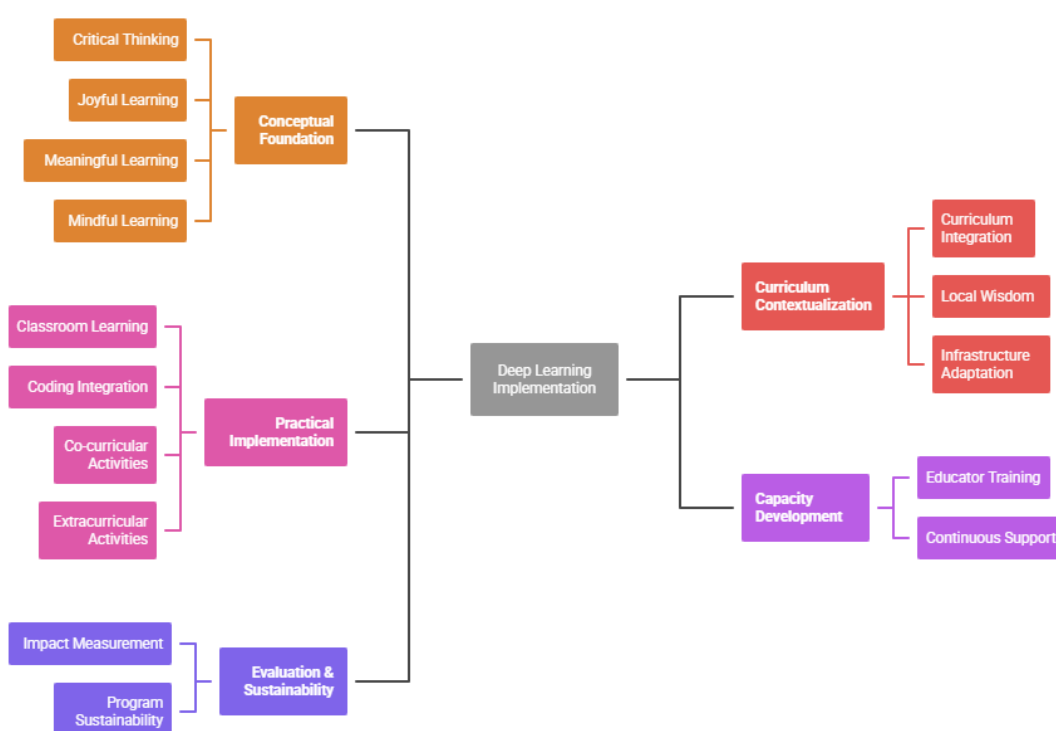 Critical Thinking
Joyful Learning
Meaningful Learning
Mindful Learning
Conceptual
Foundation
Classroom Learning
Coding Integration
Co-curricular
Activities
Extracurricular
Activities
Practical
Implementation
Impact Measurement
Program
Sustainability
Evaluation &
Sustainability
Deep Learning
Implementation
Curriculum
Contextualization
Curriculum
Integration
Local Wisdom
Infrastructure
Adaptation
Capacity
Development
Educator Training
Continuous Support